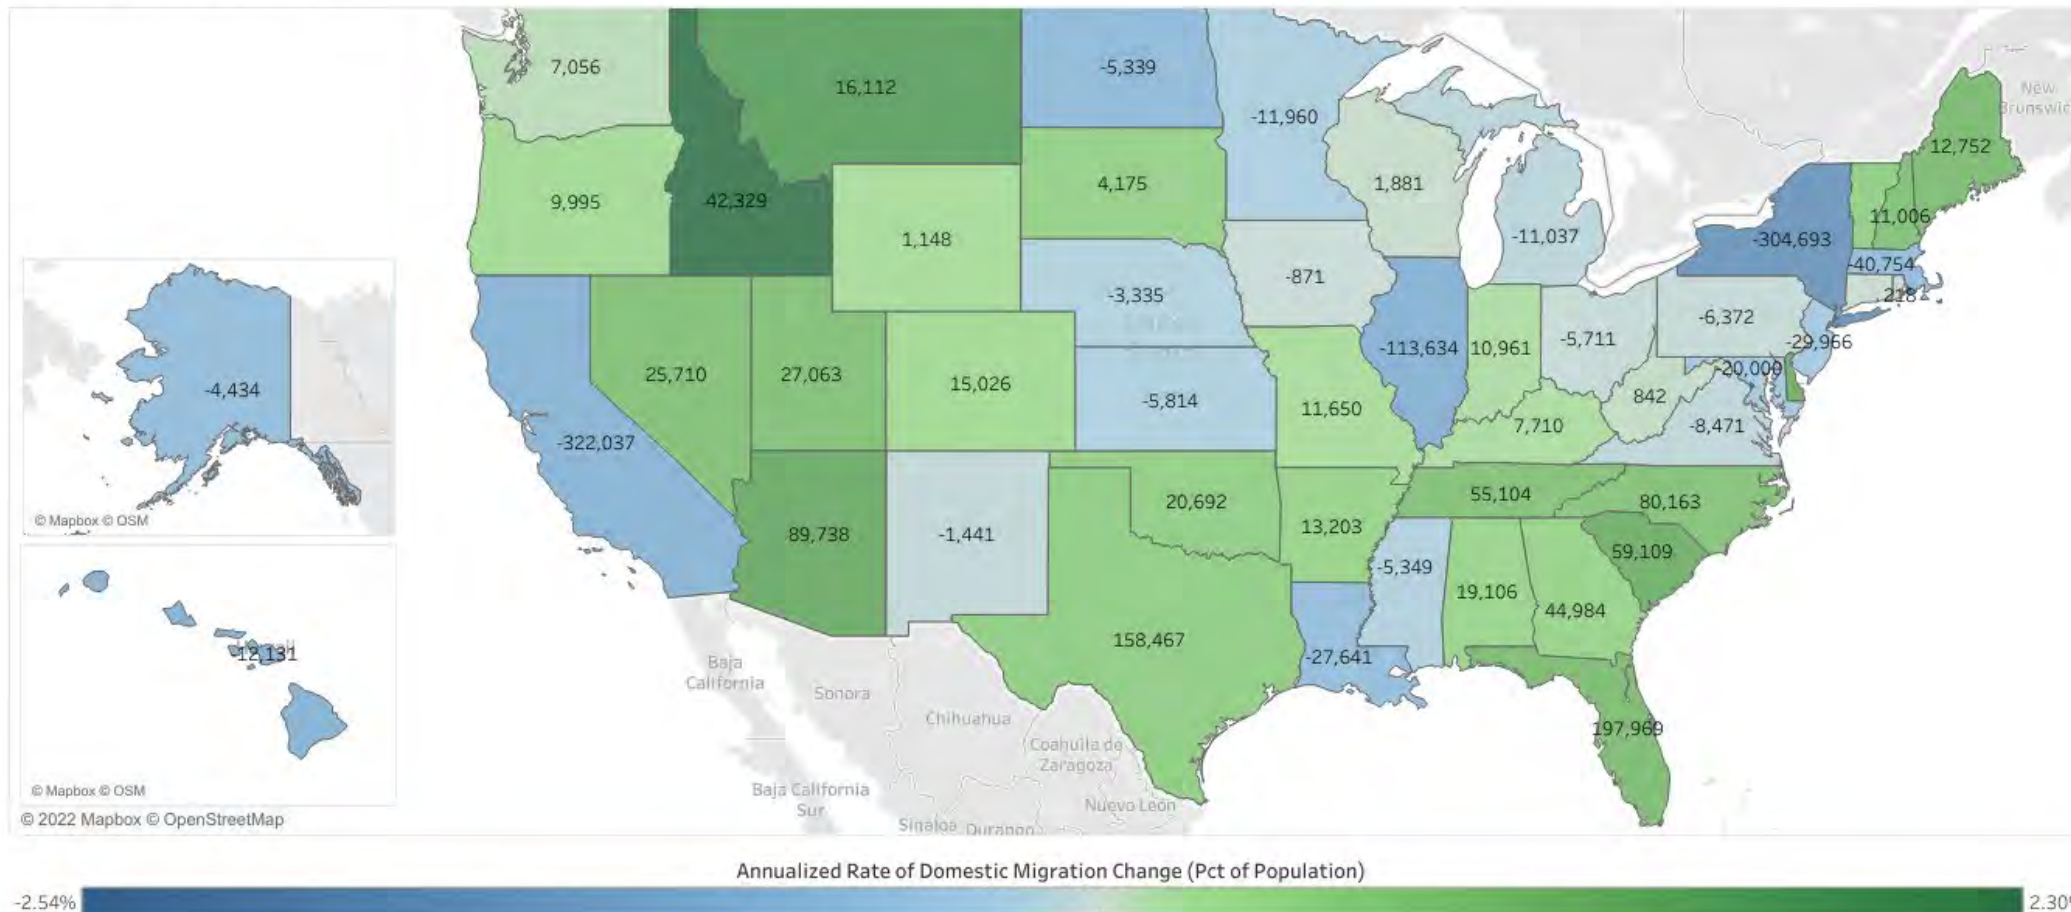 7,056
16,112
-5,339
-11,960
New
Brunswic
12,752
9,995
42,329
1,148
4,175
1,881
-11,037
-304,693
11,006
-40,754
218
-871
-3,335
-6,372
-5,711
-29,966
-113,634
10,961
-20,000
25,710
27,063
15,026
-5,814
11,650
842
7,710
-8,471
-4,434
-322,037
© Mapbox © OSM
89,738
-1,441
20,692
13,203
55,104
80,163
59,109
-5,349
19,106
44,984
158,467
-27,641
197,969
-12,131
© Mapbox © OSM
© 2022 Mapbox © OpenStreetMap
Baja
California
Sonora
Chihuahua
Coahuila de
Zaragoza
Baja California
Sur
Nuevo León
Sinaloa
Durango
Annualized Rate of Domestic Migration Change (Pct of Population)
-2.54%
2.30